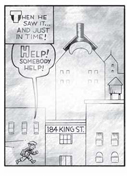 THEN HE
SAW IT....
AND JUST
IN TIME!
HELP!
SOMEBODY
HELP!
184 KING ST.